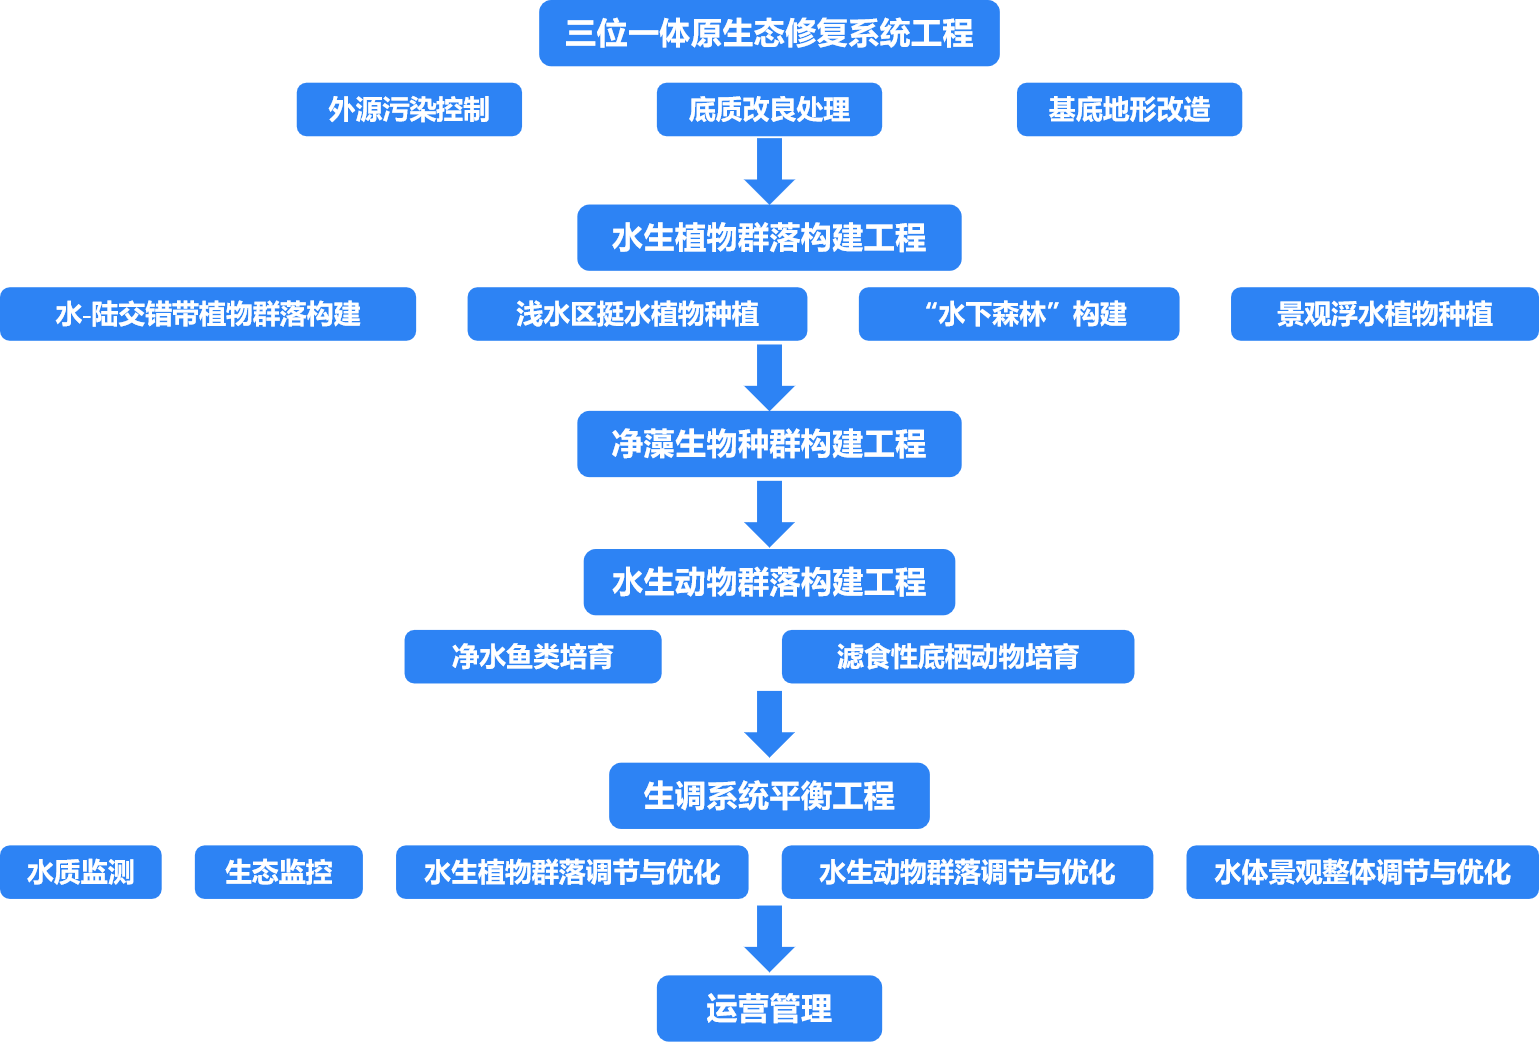 三位一体原生态修复系统工程
外源污染控制
底质改良处理
基底地形改造
水生植物群落构建工程
水-陆交错带植物群落构建
浅水区挺水植物种植
“水下森林”构建
景观浮水植物种植
净藻生物种群构建工程
水生动物群落构建工程
净水鱼类培育
滤食性底栖动物培育
生调系统平衡工程
水质监测
生态监控
水生植物群落调节与优化
水生动物群落调节与优化
水体景观整体调节与优化
运营管理